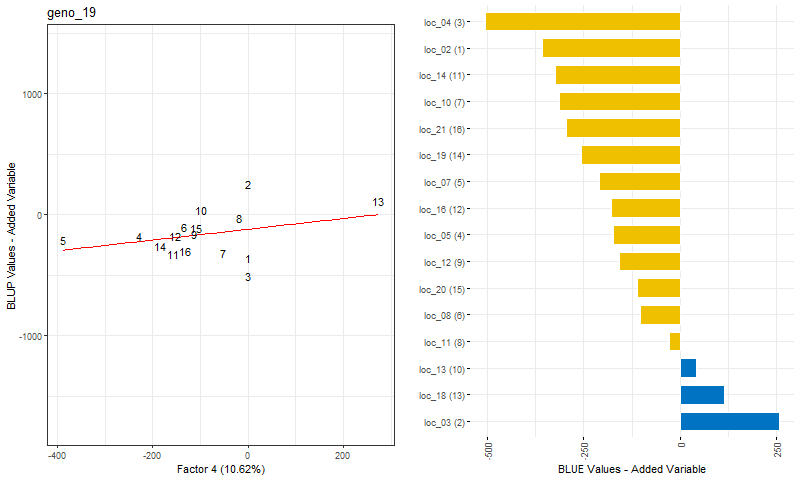 geno_19
BLUP Values - Added Variable
1000
0
-1000
2
13
10
8
6
15
5
4
12
9
14
11
16
7
1
3
-400
-200
0
200
Factor 4 (10.62%)
loc_04 (3)
loc_02 (1)
loc_14 (11)
loc_10 (7)
loc_21 (16)
loc_19 (14)
loc_07 (5)
loc_16 (12)
loc_05 (4)
loc_12 (9)
loc_20 (15)
loc_08 (6)
loc_11 (8)
loc_13 (10)
loc_18 (13)
loc_03 (2)
-500
-250
0
250
BLUE Values - Added Variable